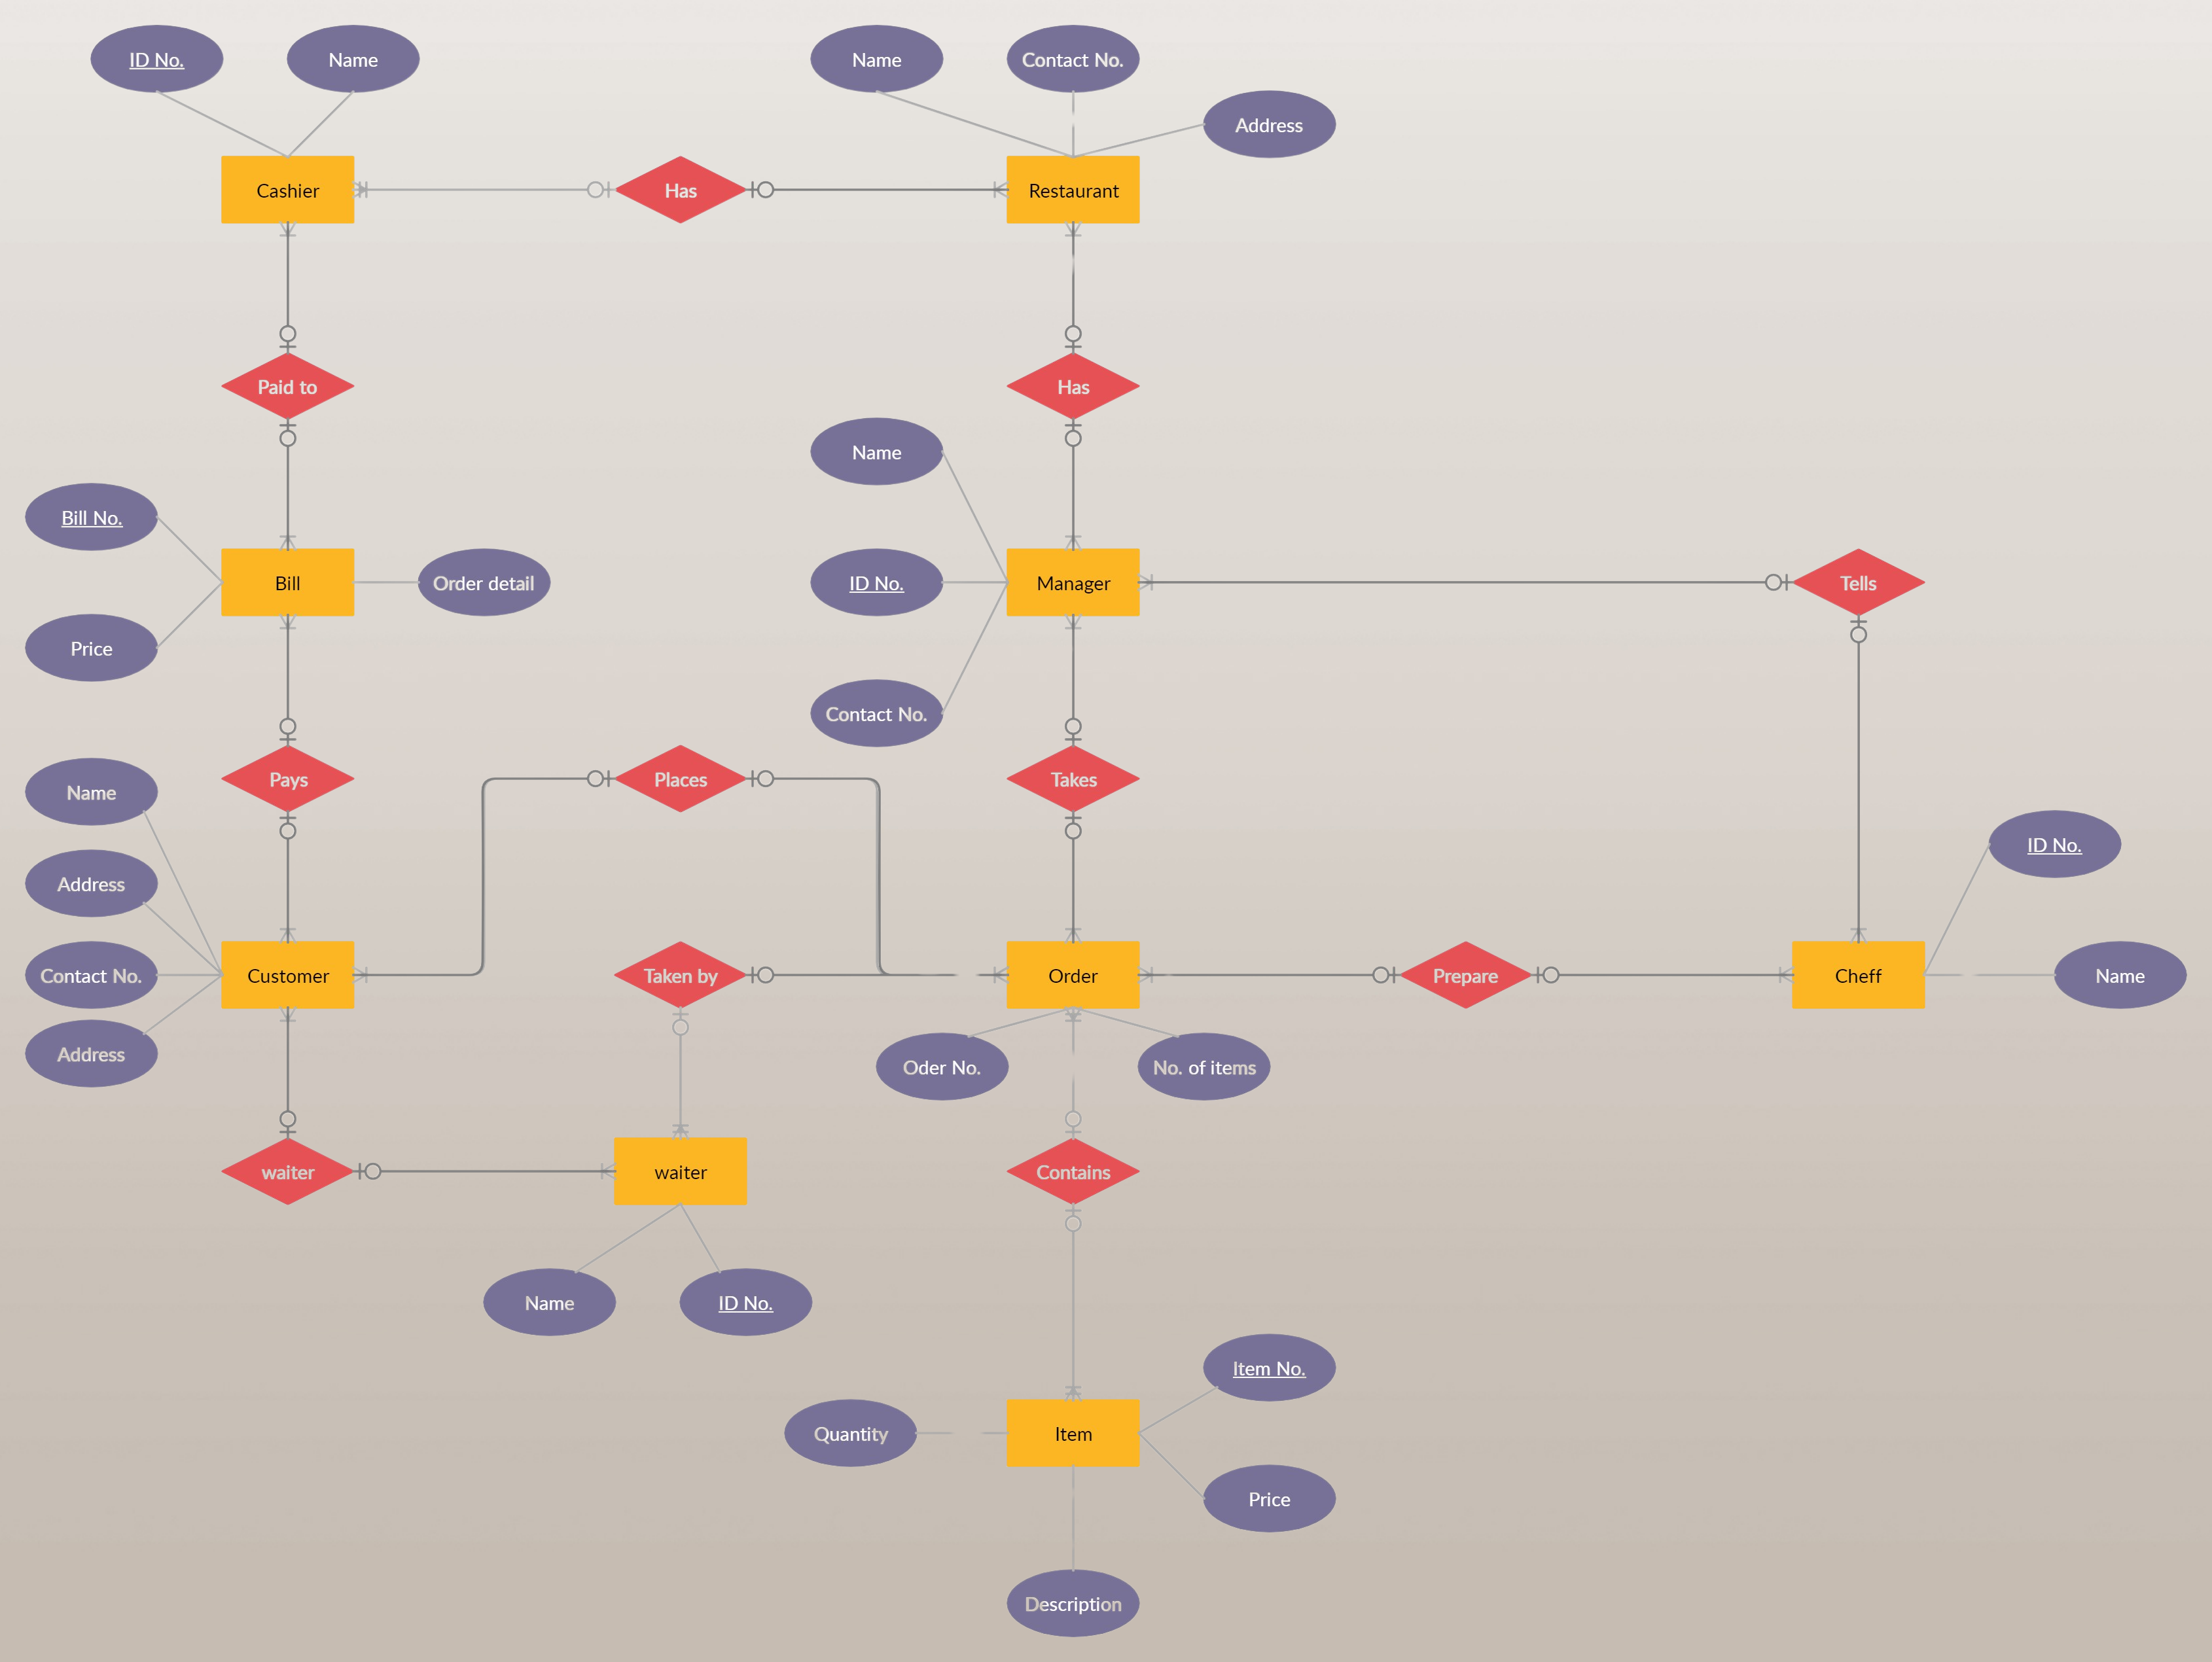 ID No.
Name
Name
Contact No.
Address
Cashier
Has
Restaurant
Paid to
Has
Name
Bill No.
Bill
Order detail
ID No.
Manager
Tells
Price
Contact No.
Name
Pays
Places
Takes
ID No.
Address
Contact No.
Customer
Taken by
Order
Prepare
Cheff
Name
Address
Oder No.
No. of items
waiter
waiter
Contains
Name
ID No.
Item No.
Quantity
Item
Price
Description